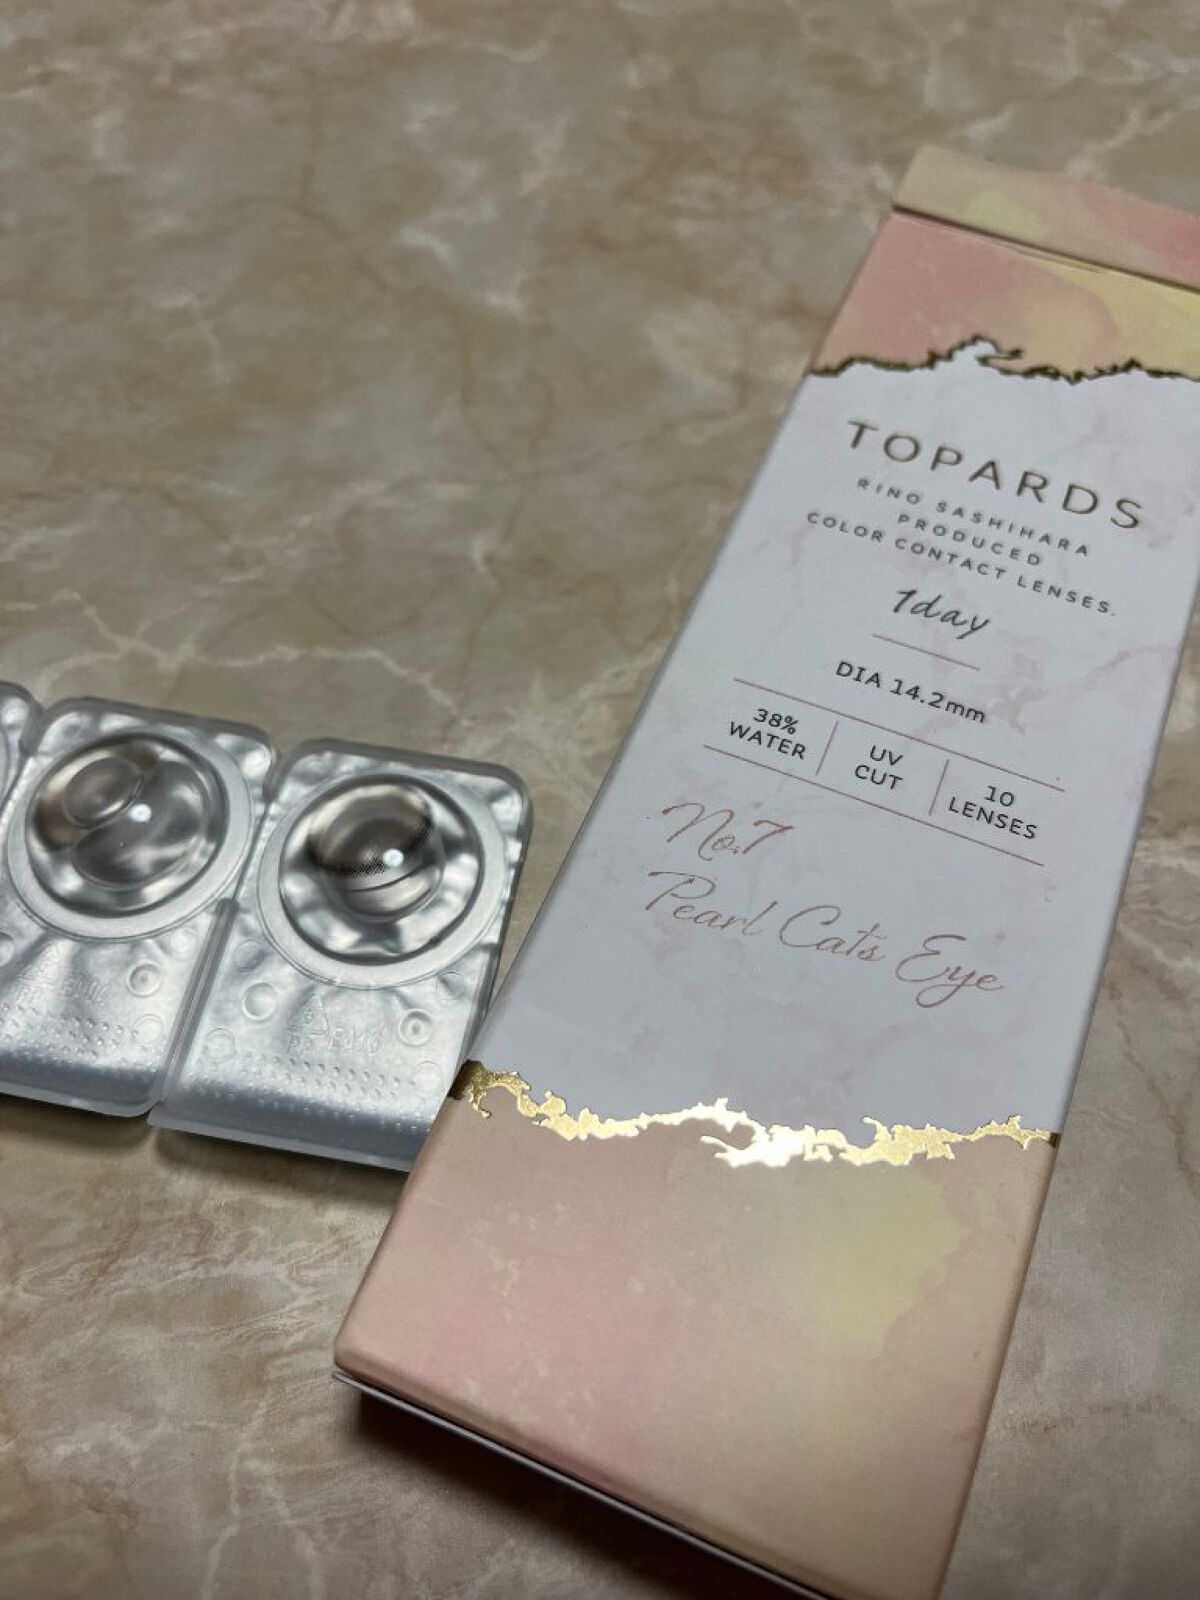 TOPARDS
RINO SASHIHARA
PRODUCED
COLOR CONTACT LENSES.
1day
DIA 14.2mm
38%
WATER
UV
CUT
10
LENSES
No.7
Pearl Cat's Eye
PP